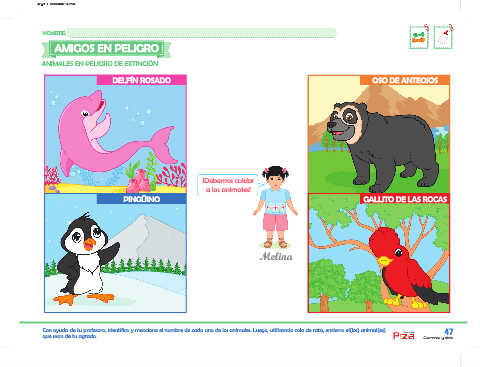 NOMBRE:
AMIGOS EN PELIGRO
ANIMALES EN PELIGRO DE EXTINCIÓN
DELFÍN ROSADO
OSO DE ANTEOJOS
¡Debemos cuidar
a los animales!
PINGÜINO
GALLITO DE LAS ROCAS
Melina
Con ayuda de tu profesora, identifica y menciona el nombre de cada uno de los animales. Luego, utilizando cola de rata, encierra el(los) animal(es)
que sean de tu agrado.
47